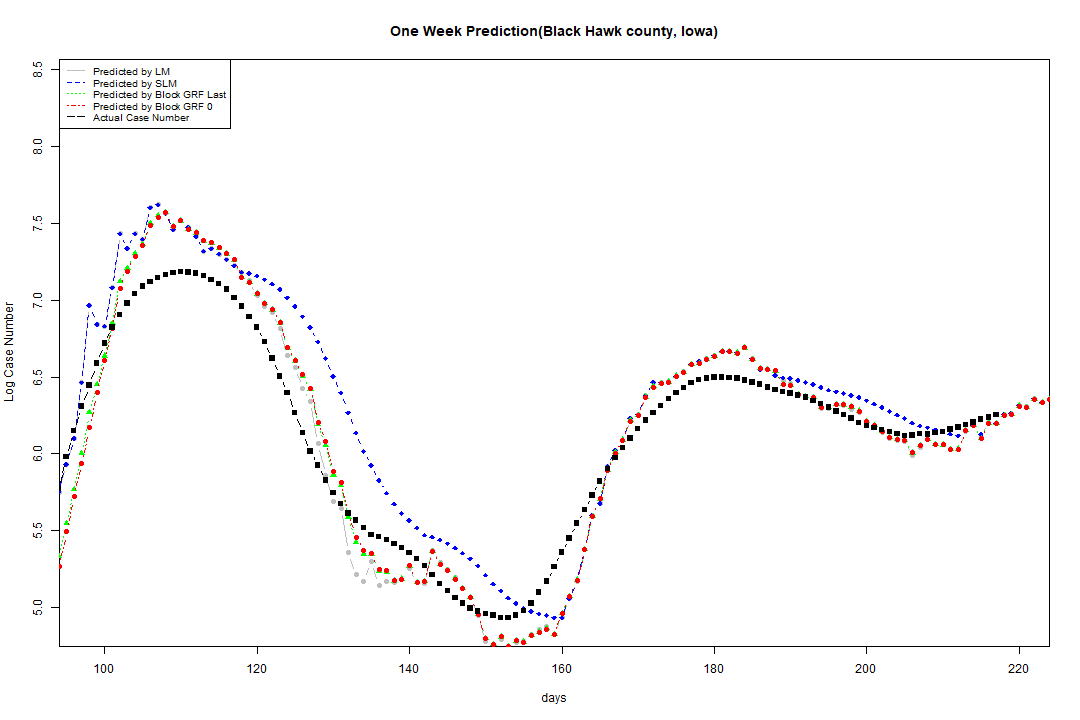 One Week Prediction(Black Hawk county, Iowa)
Predicted by LM
Predicted by SLM
Predicted by Block GRF Last
Predicted by Block GRF 0
Actual Case Number
8.5
8.0
7.5
7.0
6.5
6.0
5.5
5.0
Log Case Number
100 120 140 160 180 200 220
days